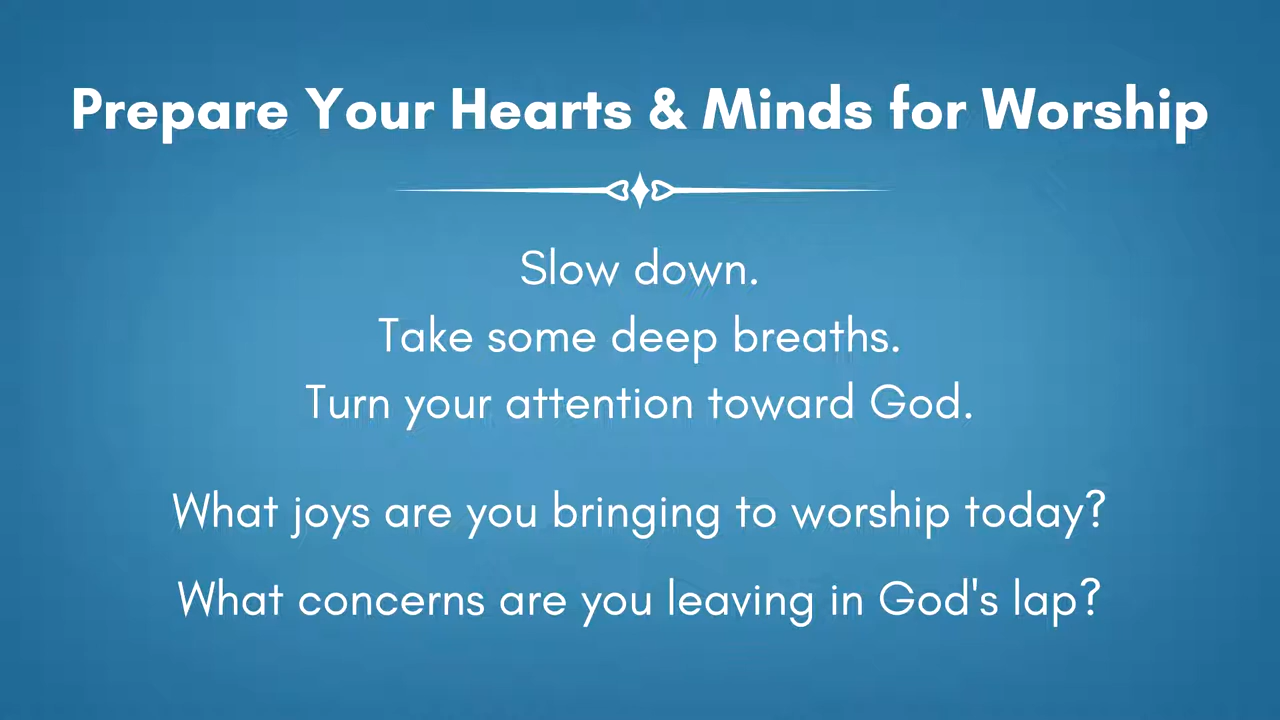 Prepare Your Hearts & Minds for Worship
Slow down.
Take some deep breaths.
Turn your attention toward God.
What joys are you bringing to worship today?
What concerns are you leaving in God's lap?